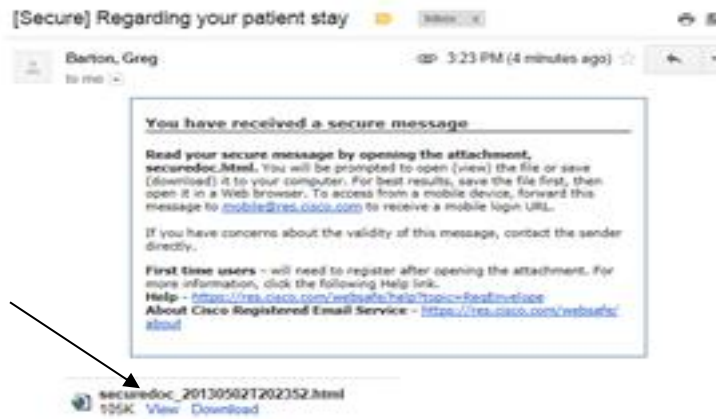 [Secure] Regarding your patient stay
Inbox x
Barton, Greg
3:23 PM (4 minutes ago)
to me
You have received a secure message
Read your secure message by opening the attachment,
securedoc.html. You will be prompted to open (view) the file or save
(download) it to your computer. For best results, save the file first, then
open it in a Web browser. To access from a mobile device, forward this
message to mobile@res.cisco.com to receive a mobile login URL.
If you have concerns about the validity of this message, contact the sender
directly.
First time users - will need to register after opening the attachment. For
more information, click the following Help link.
Help - https://res.cisco.com/websafe/help?topic=RegEnvelope
About Cisco Registered Email Service - https://res.cisco.com/websafe/
about
securedoc_20130502T202352.html
105K View Download